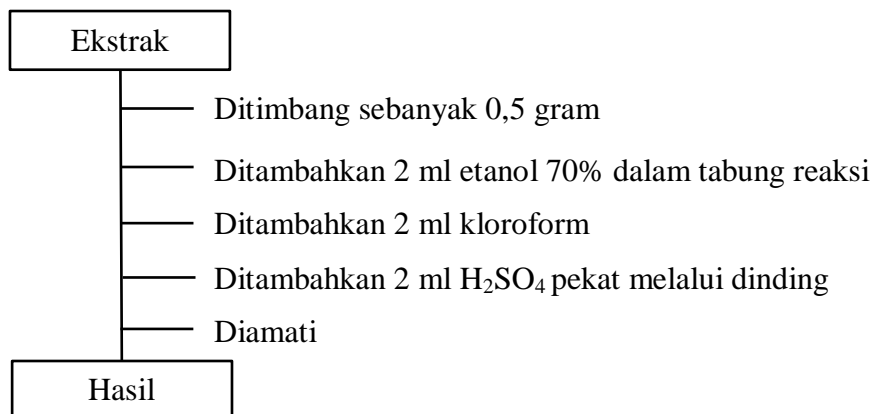 Ekstrak
Ditimbang sebanyak 0,5 gram
Ditambahkan 2 ml etanol 70% dalam tabung reaksi
Ditambahkan 2 ml kloroform
Ditambahkan 2 ml H₂SO₄ pekat melalui dinding
Diamati
Hasil